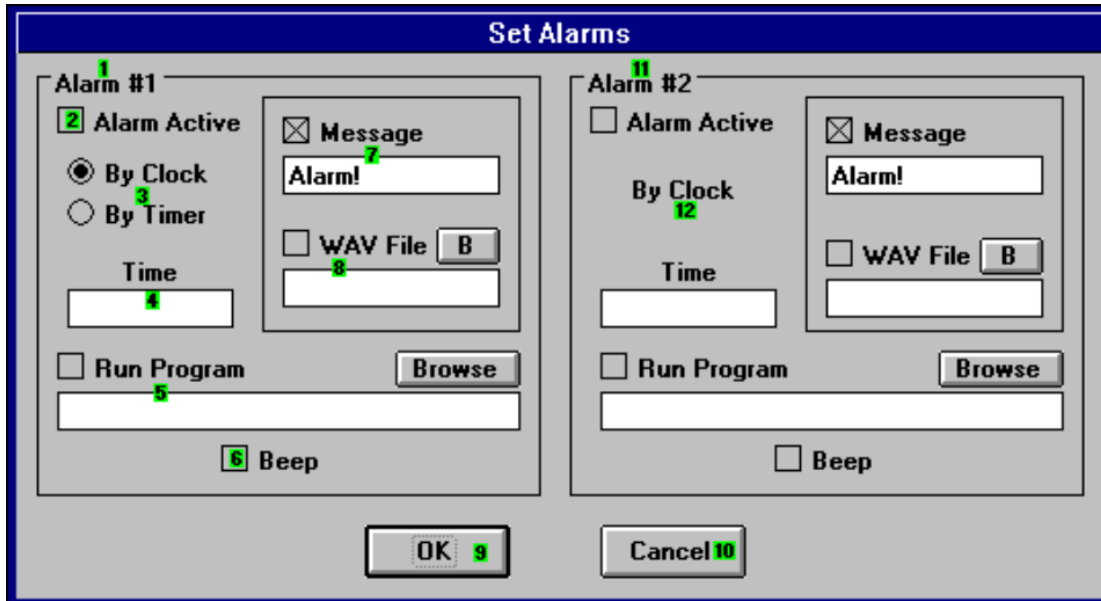 Set Alarms
1
Alarm #1
2 Alarm Active
By Clock
3
By Timer
Time
4
Message
7
Alarm!
WAV File B
8
Run Program Browse
5
6 Beep
11
Alarm #2
Alarm Active
By Clock
12
Time
Message
Alarm!
WAV File B
Run Program Browse
Beep
OK 9
Cancel 10